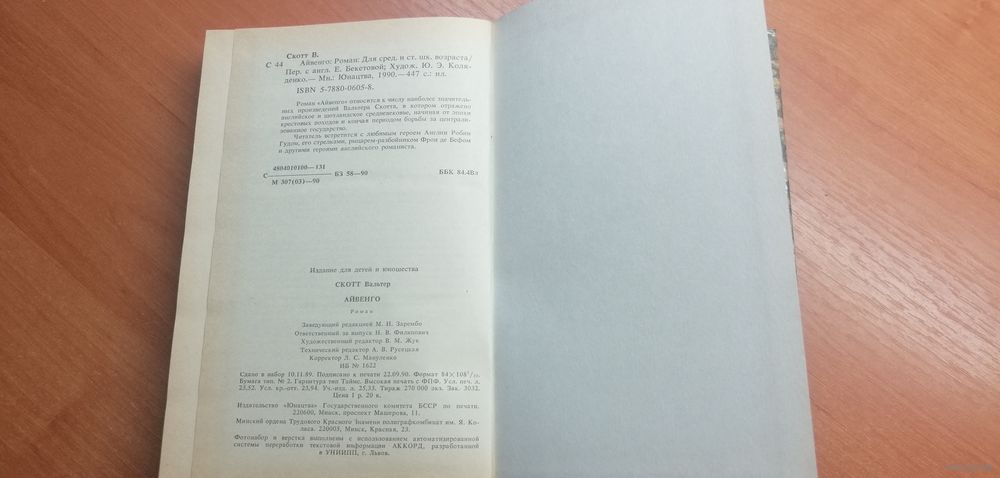 Скотт В.
С 44 Айвенго: Роман: Для сред. и ст. шк. возраста/
Пер. с англ. Е. Бекетовой; Худож. Ю. Э. Коля-
денко.— Мн.: Юнацтва, 1990.—447 с.: ил.
ISBN 5-7880-0605-8.
Роман «Айвенго» относится к числу наиболее значитель-
ных произведений Вальтера Скотта, в котором отражено
английское и шотландское средневековье, начиная от эпохи
крестовых походов и кончая периодом борьбы за централи-
зованное государство.
Читатель встретится с любимым героем Англии Робин
Гудом, его стрелками, рыцарем-разбойником Фрон де Бефом
и другими героями английского романиста.
4804010100—131
С БЗ 58—90 ББК 84.4Вл
М 307(03)—90
Издание для детей и юношества
СКОТТ Вальтер
АЙВЕНГО
Роман
Заведующий редакцией М. Н. Зарембо
Ответственный за выпуск Н. В. Филипович
Художественный редактор В. М. Жук
Технический редактор А. В. Русецкая
Корректор Л. С. Мануленко
ИБ № 1622
Сдано в набор 10.11.89. Подписано к печати 22.09.90. Формат 84×108¹/₃₂.
Бумага тип. № 2. Гарнитура тип Таймс. Высокая печать с ФПФ. Усл. печ. л.
23,52. Усл. кр.-отт. 23,94. Уч.-изд. л. 25,33. Тираж 270 000 экз. Зак. 3032.
Цена 1 р. 20 к.
Издательство «Юнацтва» Государственного комитета БССР по печати.
220600, Минск, проспект Машерова, 11.
Минский ордена Трудового Красного Знамени полиграфкомбинат им. Я. Ко-
ласа. 220005, Минск, Красная, 23.
Фотонабор и верстка выполнены с использованием автоматизированной
системы переработки текстовой информации АККОРД, разработанной
в УНИИПП, г. Львов.